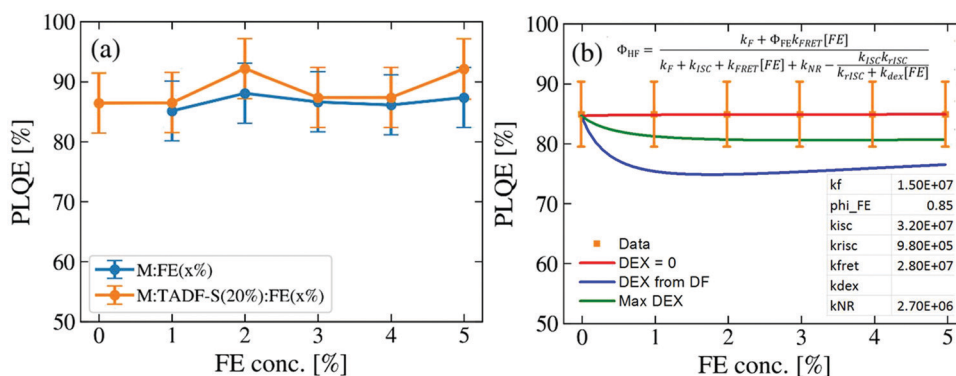 100
90
80
70
60
50
PLQE [%]
(a)
M:FE(x%)
M:TADF-S(20%):FE(x%)
0 1 2 3 4 5
FE conc. [%]
100
90
80
70
60
50
PLQE [%]
(b)
Φ_HF = (k_F + Φ_FE k_FRET[FE]) / (k_F + k_ISC + k_FRET[FE] + k_NR − (k_ISC k_rISC) / (k_rISC + k_dex[FE]))
Data
DEX = 0
DEX from DF
Max DEX
kf 1.50E+07
phi_FE 0.85
kisc 3.20E+07
krisc 9.80E+05
kfret 2.80E+07
kdex
kNR 2.70E+06
0 1 2 3 4 5
FE conc. [%]